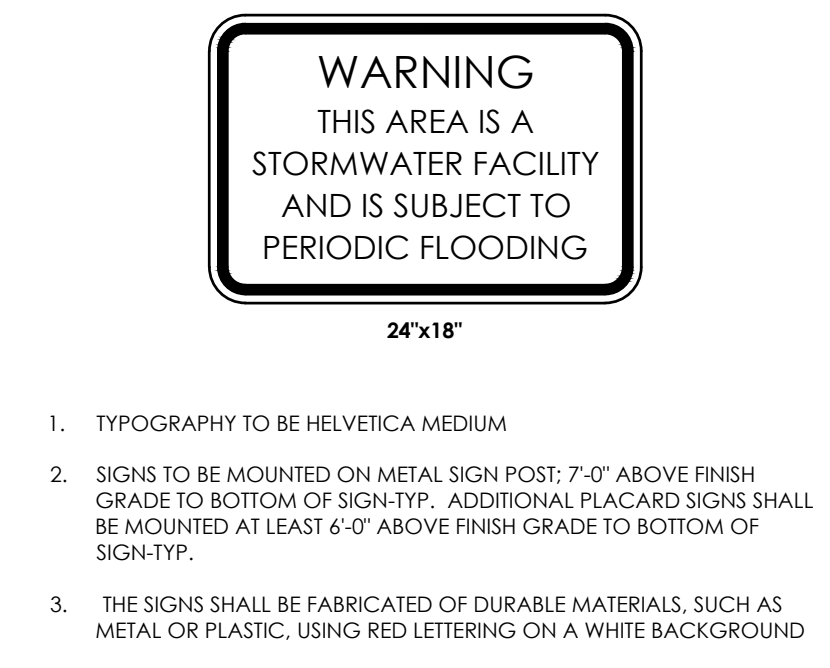 WARNING
THIS AREA IS A
STORMWATER FACILITY
AND IS SUBJECT TO
PERIODIC FLOODING
24"x18"
1. TYPOGRAPHY TO BE HELVETICA MEDIUM
2. SIGNS TO BE MOUNTED ON METAL SIGN POST; 7'-0" ABOVE FINISH
GRADE TO BOTTOM OF SIGN-TYP. ADDITIONAL PLACARD SIGNS SHALL
BE MOUNTED AT LEAST 6'-0" ABOVE FINISH GRADE TO BOTTOM OF
SIGN-TYP.
3. THE SIGNS SHALL BE FABRICATED OF DURABLE MATERIALS, SUCH AS
METAL OR PLASTIC, USING RED LETTERING ON A WHITE BACKGROUND